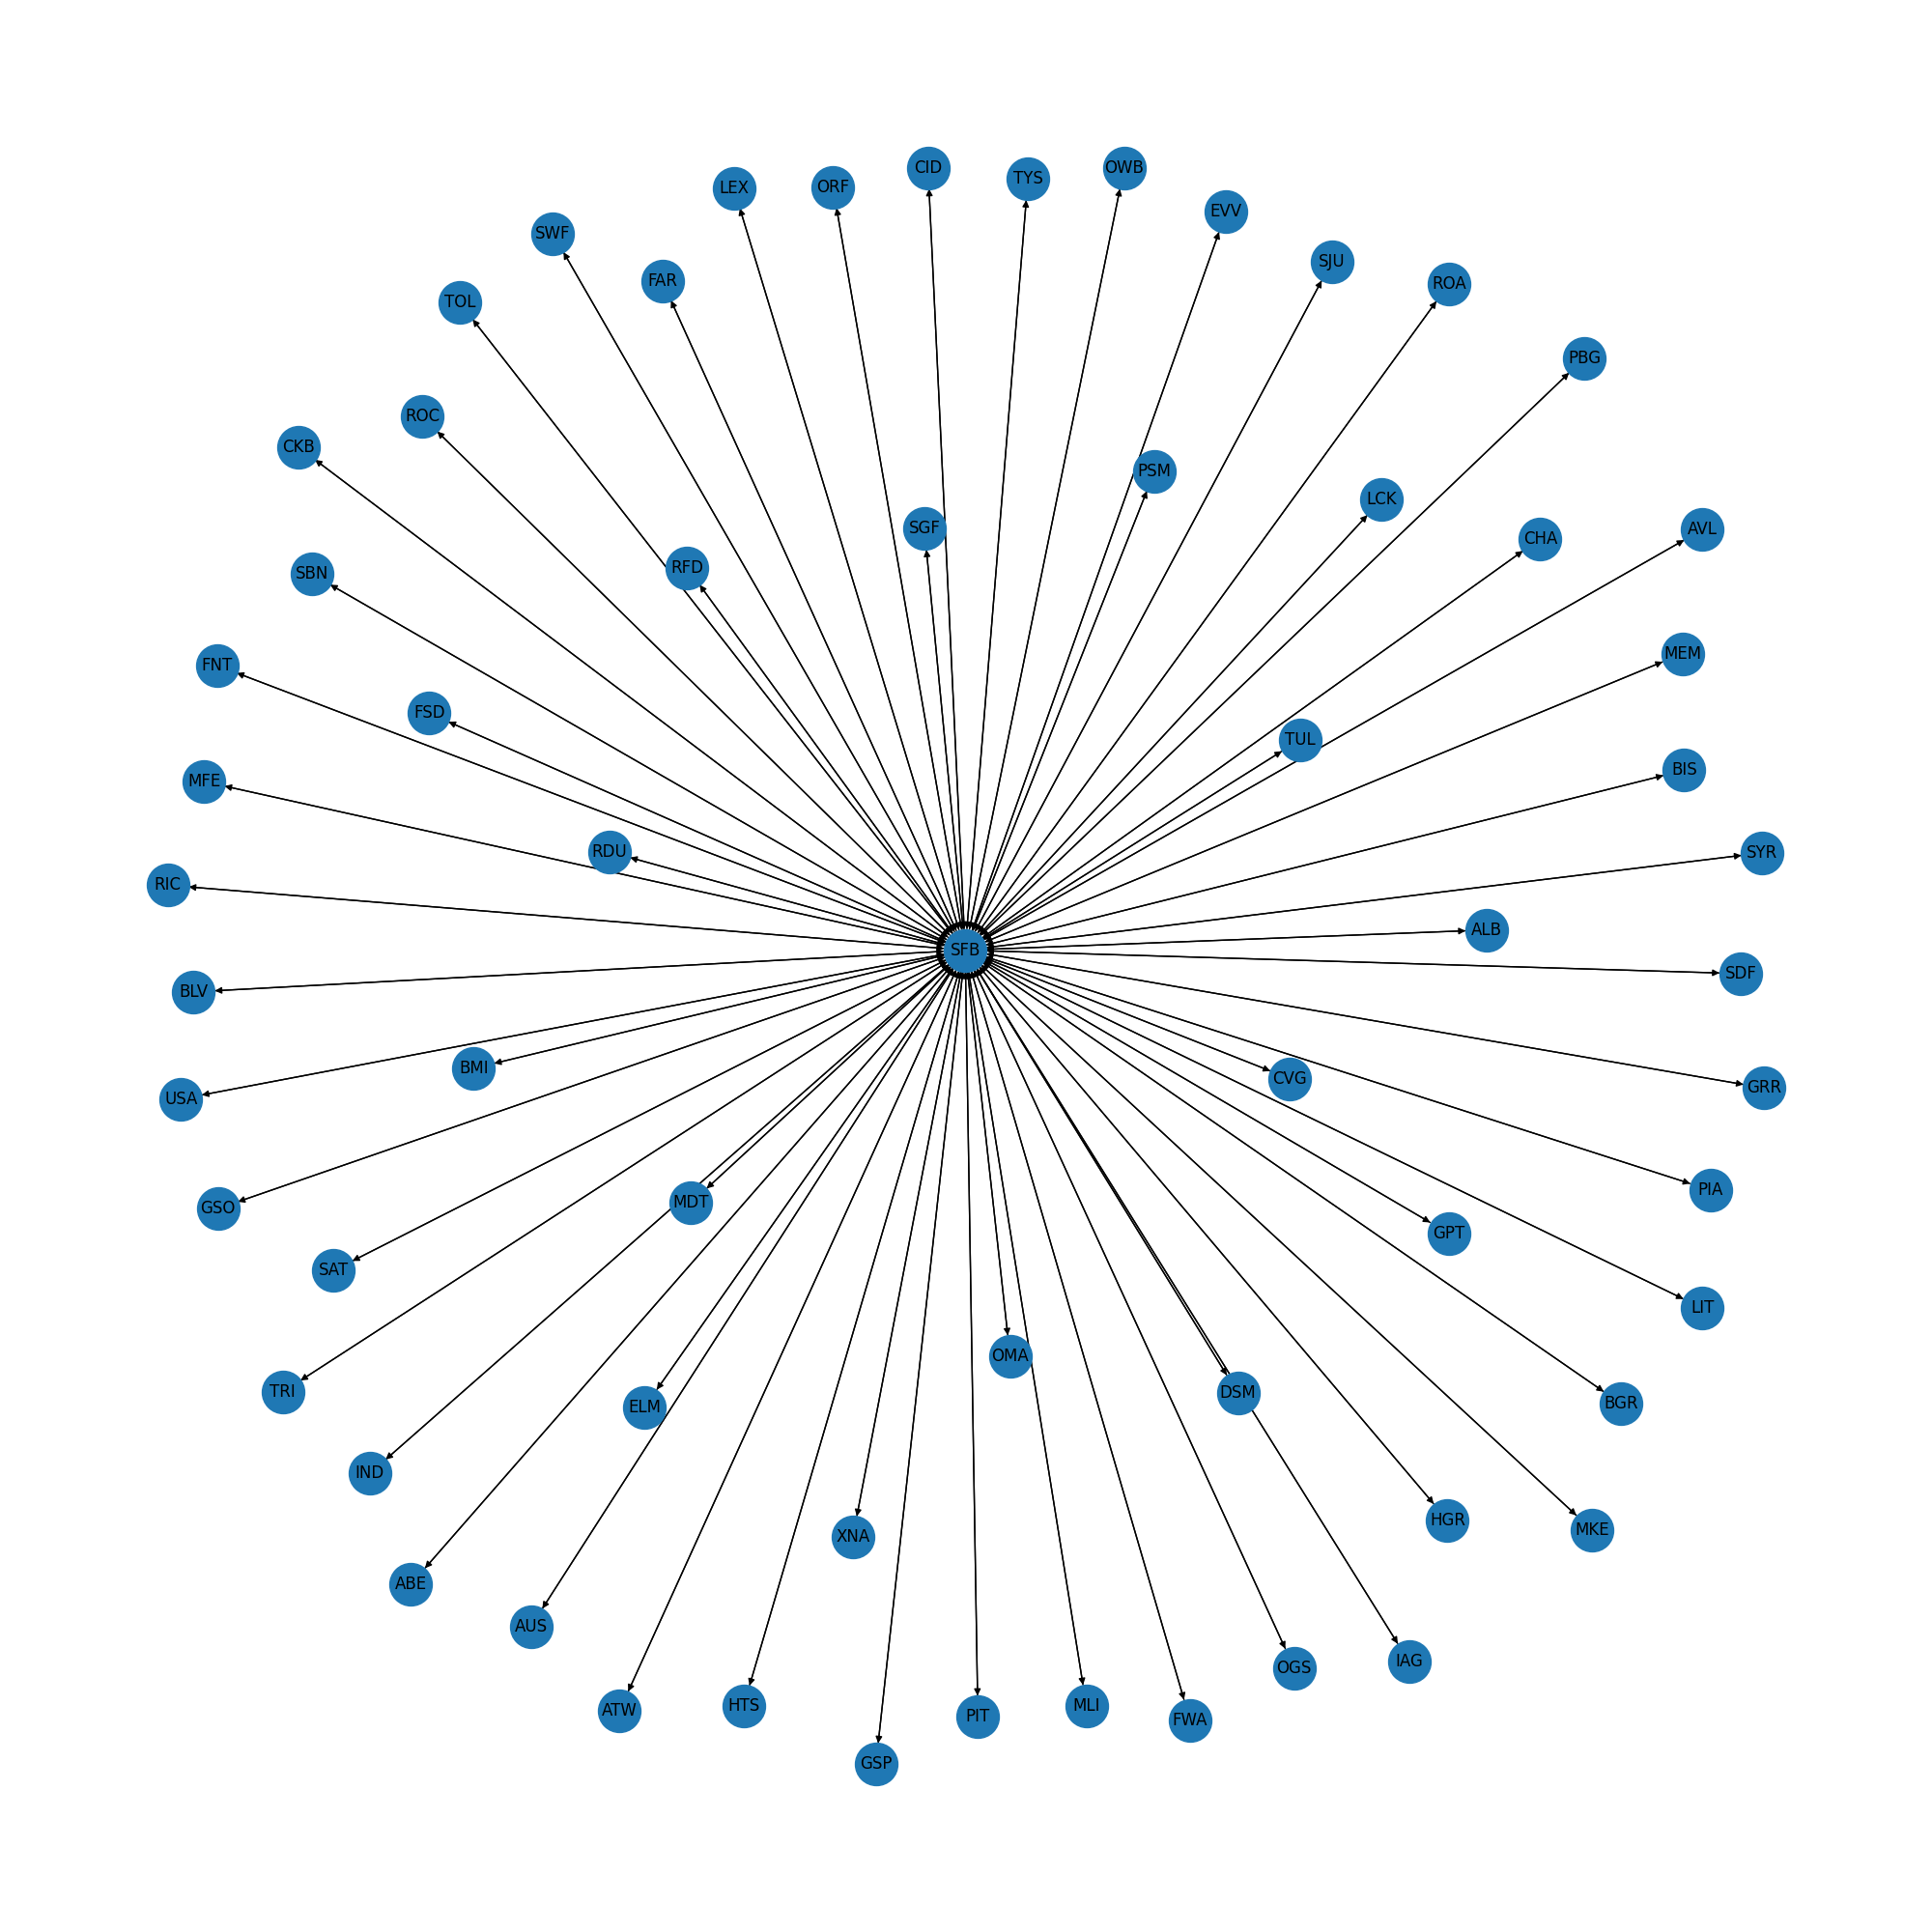 CID
OWB
TYS
ORF
LEX
EVV
SWF
SJU
FAR
ROA
TOL
PBG
ROC
CKB
PSM
LCK
SGF
AVL
CHA
RFD
SBN
MEM
FNT
FSD
TUL
BIS
MFE
RDU
SYR
RIC
ALB
SFB
SDF
BLV
BMI
CVG
GRR
USA
PIA
MDT
GSO
GPT
SAT
LIT
OMA
TRI
DSM
BGR
ELM
IND
HGR
MKE
XNA
ABE
AUS
IAG
OGS
HTS
MLI
ATW
PIT
FWA
GSP